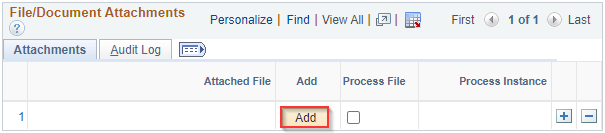 File/Document Attachments
?
Personalize | Find | View All | First 1 of 1 Last
Attachments Audit Log
Attached File Add Process File Process Instance
1 Add